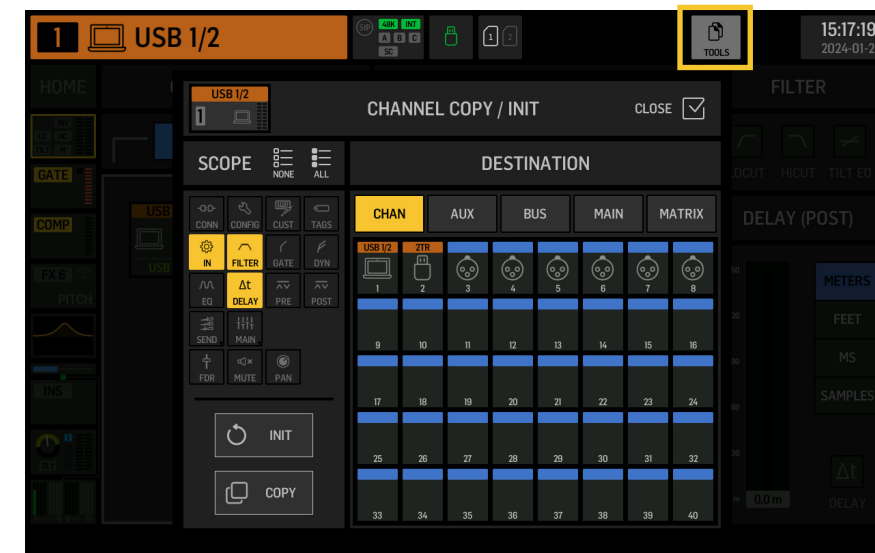 1 USB 1/2
SIP 48K INT
A B C
SC
1 2
TOOLS
15:17:19
2024-01-2
HOME
FILTER
USB 1/2
1
CHANNEL COPY / INIT
CLOSE
GATE
LOCUT HICUT TILT EQ
SCOPE
NONE
ALL
DESTINATION
CONN CONFIG CUST TAGS
IN FILTER GATE DYN
EQ DELAY PRE POST
SEND MAIN
FDR MUTE PAN
Δt
INIT
COPY
CHAN AUX BUS MAIN MATRIX
USB 1/2 2TR
1 2 3 4 5 6 7 8
9 10 11 12 13 14 15 16
17 18 19 20 21 22 23 24
25 26 27 28 29 30 31 32
33 34 35 36 37 38 39 40
COMP
USB
USB
FX 6
PITCH
INS
DELAY (POST)
METERS
FEET
MS
SAMPLES
0.0 m
Δt
DELAY